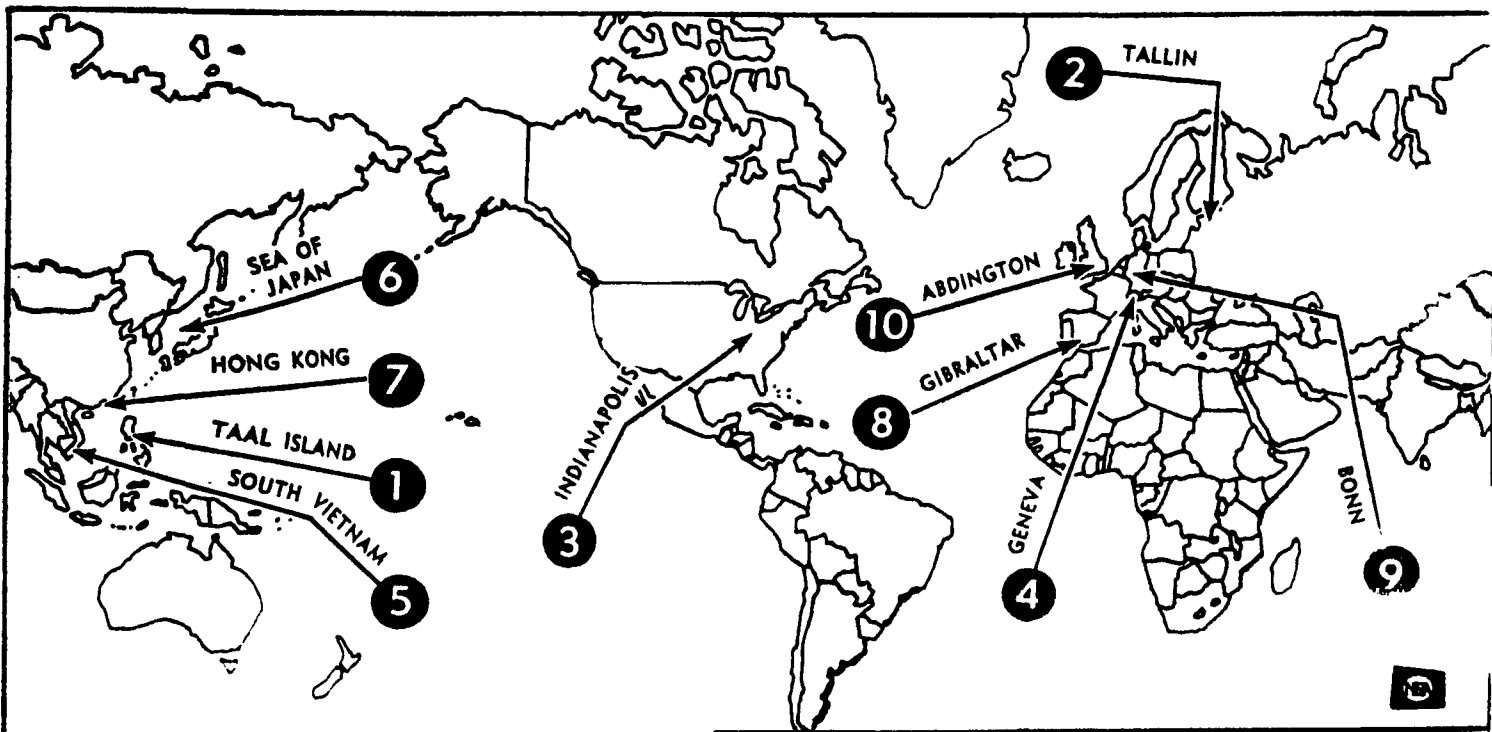 2 TALLIN
SEA OF
JAPAN 6
ABDINGTON
10
HONG KONG
7
GIBRALTAR
8
INDIANAPOLIS
3
TAAL ISLAND
1
SOUTH VIETNAM
5
GENEVA
4
BONN
9
NEA